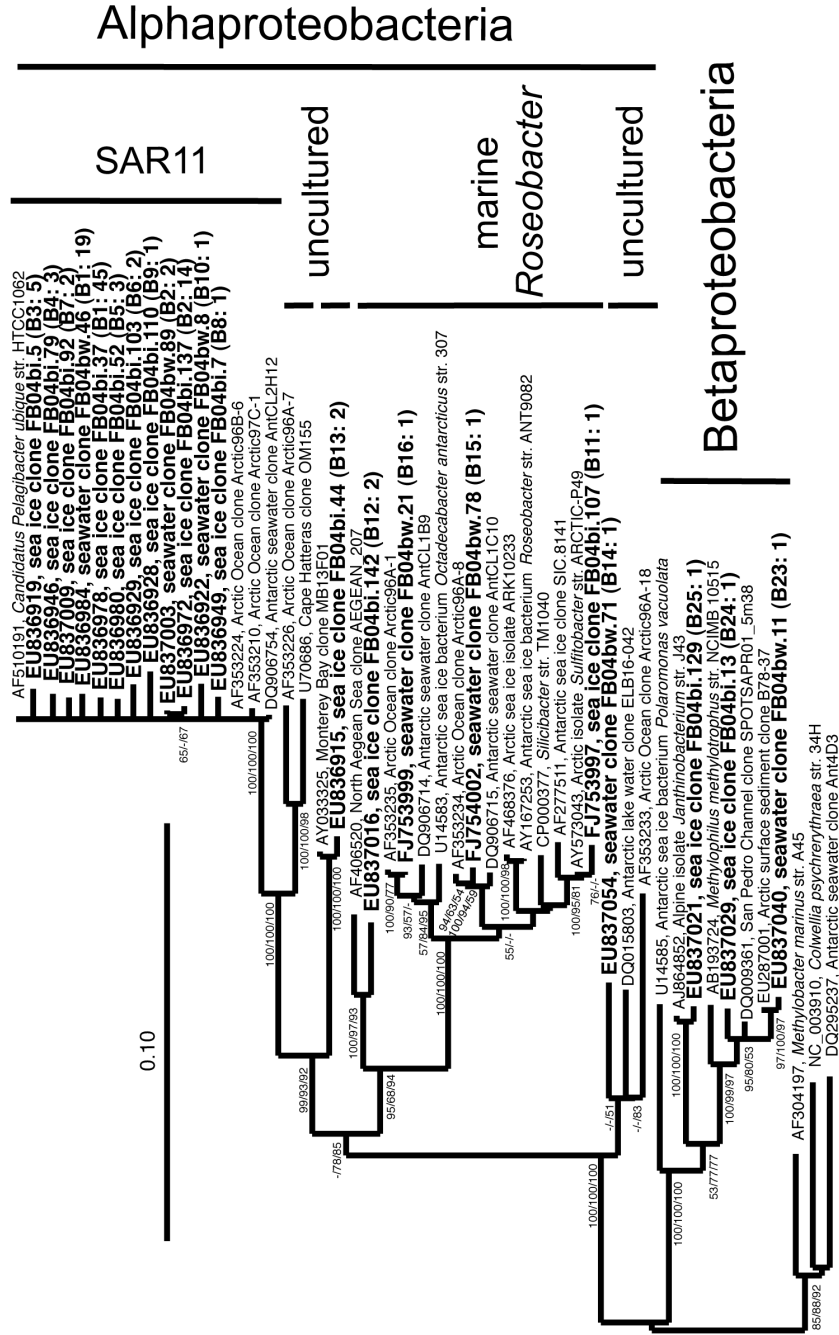 Alphaproteobacteria
SAR11
uncultured
marine
Roseobacter
uncultured
Betaproteobacteria
AF510191, Candidatus Pelagibacter ubique str. HTCC1062
EU836919, sea ice clone FB04bi.5 (B3: 5)
EU836946, sea ice clone FB04bi.79 (B4: 3)
EU837009, sea ice clone FB04bi.92 (B7: 2)
EU836984, seawater clone FB04bw.46 (B1: 19)
EU836978, sea ice clone FB04bi.37 (B1: 45)
EU836980, sea ice clone FB04bi.52 (B5: 3)
EU836929, sea ice clone FB04bi.103 (B6: 2)
EU836928, sea ice clone FB04bi.110 (B9: 1)
EU837003, seawater clone FB04bw.89 (B2: 2)
EU836972, sea ice clone FB04bi.137 (B2: 14)
EU836922, seawater clone FB04bw.8 (B10: 1)
EU836949, sea ice clone FB04bi.7 (B8: 1)
AF353224, Arctic Ocean clone Arctic96B-6
AF353210, Arctic Ocean clone Arctic97C-1
DQ906754, Antarctic seawater clone AntCL2H12
AF353226, Arctic Ocean clone Arctic96A-7
U70686, Cape Hatteras clone OM155
AY033325, Monterey Bay clone MB13F01
EU836915, sea ice clone FB04bi.44 (B13: 2)
AF406520, North Aegean Sea clone AEGEAN_207
EU837016, sea ice clone FB04bi.142 (B12: 2)
AF353235, Arctic Ocean clone Arctic96A-1
FJ753999, seawater clone FB04bw.21 (B16: 1)
DQ906714, Antarctic seawater clone AntCL1B9
U14583, Antarctic sea ice bacterium Octadecabacter antarcticus str. 307
AF353234, Arctic Ocean clone Arctic96A-8
FJ754002, seawater clone FB04bw.78 (B15: 1)
DQ906715, Antarctic seawater clone AntCL1C10
AF468376, Arctic sea ice isolate ARK10233
AY167253, Antarctic sea ice bacterium Roseobacter str. ANT9082
CP000377, Silicibacter str. TM1040
AF277511, Antarctic sea ice clone SIC.8141
AY573043, Arctic isolate Sulfitobacter str. ARCTIC-P49
FJ753997, sea ice clone FB04bi.107 (B11: 1)
EU837054, seawater clone FB04bw.71 (B14: 1)
DQ015803, Antarctic lake water clone ELB16-042
AF353233, Arctic Ocean clone Arctic96A-18
U14585, Antarctic sea ice bacterium Polaromonas vacuolata
AJ864852, Alpine isolate Janthinobacterium str. J43
EU837021, sea ice clone FB04bi.129 (B25: 1)
AB193724, Methylophilus methylotrophus str. NCIMB 10515
EU837029, sea ice clone FB04bi.13 (B24: 1)
DQ009361, San Pedro Channel clone SPOTSAPR01_5m38
EU287001, Arctic surface sediment clone B78-37
EU837040, seawater clone FB04bw.11 (B23: 1)
AF304197, Methylobacter marinus str. A45
NC_003910, Colwellia psychrerythraea str. 34H
DQ295237, Antarctic seawater clone Ant4D3
65/-/67
100/100/100
100/100/98
100/100/100
100/100/100
99/93/92
100/97/93
95/68/94
-/78/85
100/90/77
93/57/-
57/84/95
94/63/54
100/94/59
100/100/98
55/-/-
100/95/81
76/-/-
100/100/100
-/-/51
-/-/83
100/100/100
100/100/100
100/100/100
53/77/77
100/99/97
95/80/53
97/100/97
85/88/92
0.10